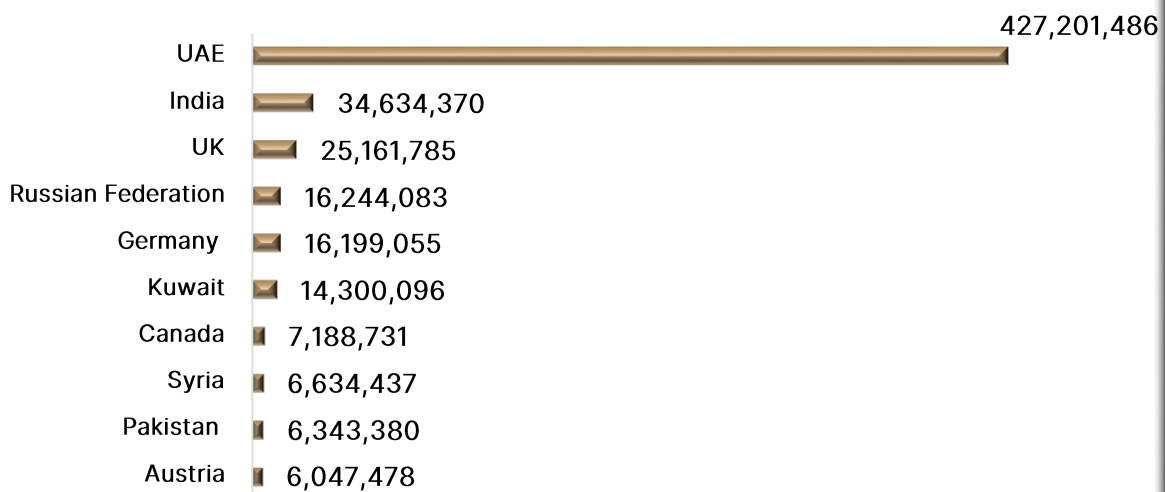 427,201,486
UAE
India 34,634,370
UK 25,161,785
Russian Federation 16,244,083
Germany 16,199,055
Kuwait 14,300,096
Canada 7,188,731
Syria 6,634,437
Pakistan 6,343,380
Austria 6,047,478